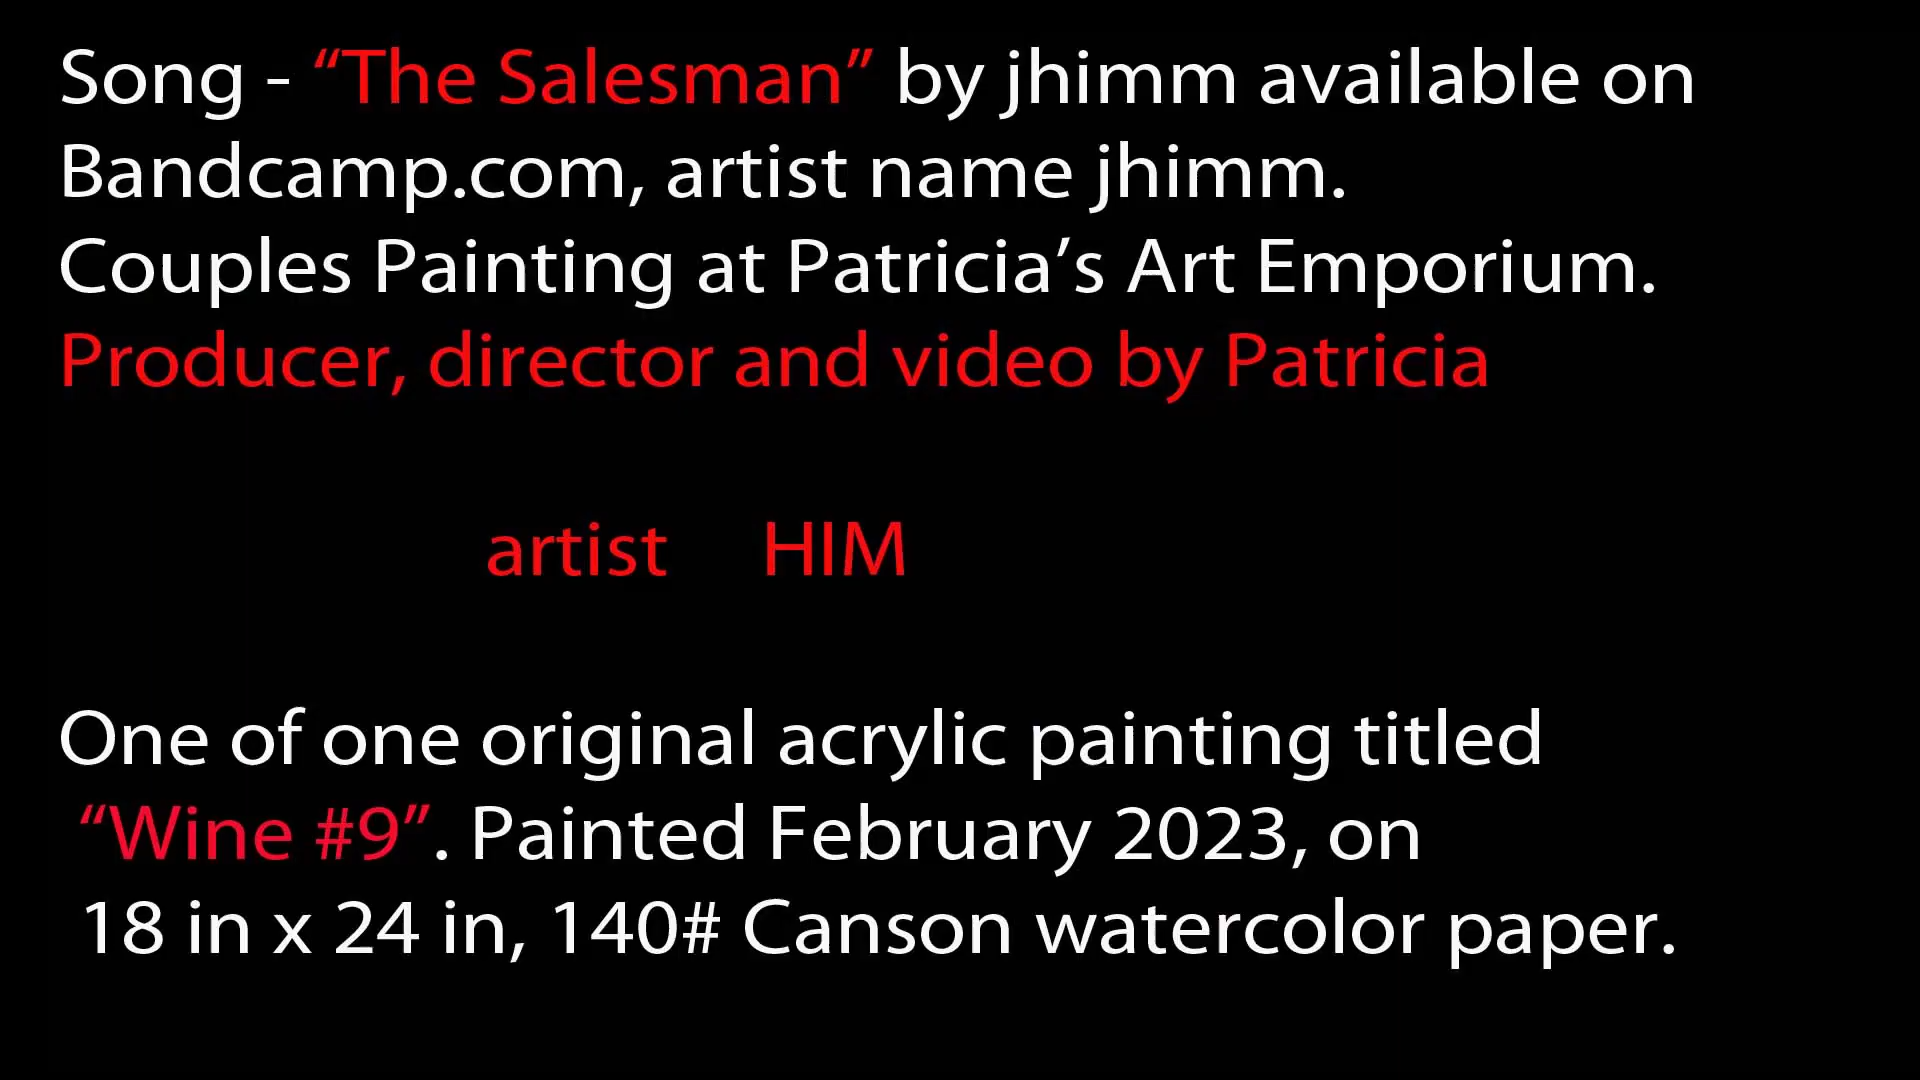 Song - “The Salesman” by jhimm available on
Bandcamp.com, artist name jhimm.
Couples Painting at Patricia’s Art Emporium.
Producer, director and video by Patricia
artist HIM
One of one original acrylic painting titled
“Wine #9”. Painted February 2023, on
18 in x 24 in, 140# Canson watercolor paper.